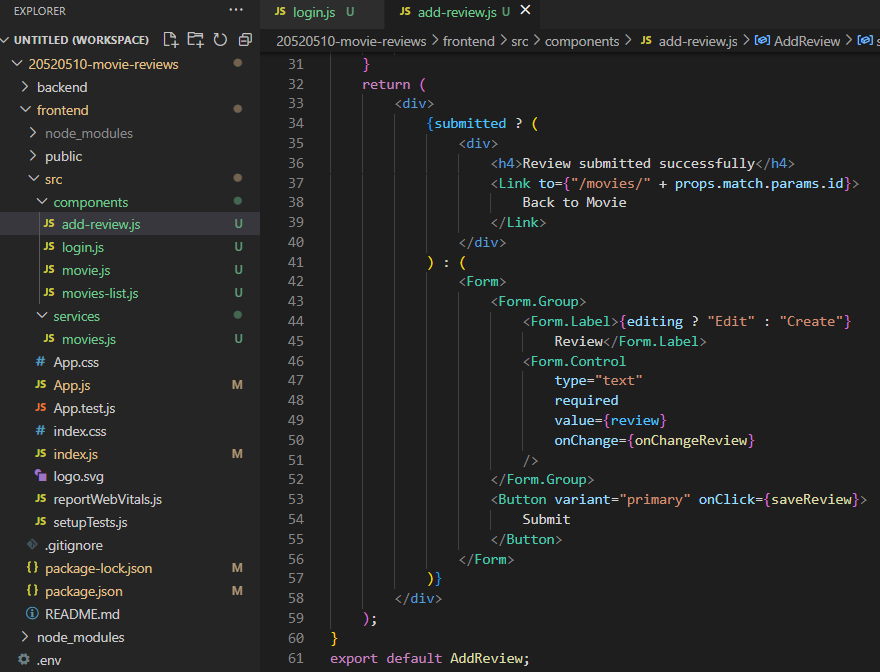 EXPLORER
···
UNTITLED (WORKSPACE)
20520510-movie-reviews
backend
frontend
node_modules
public
src
components
JS add-review.js U
JS login.js U
JS movie.js U
JS movies-list.js U
services
JS movies.js U
# App.css
JS App.js M
JS App.test.js
# index.css
JS index.js M
logo.svg
JS reportWebVitals.js
JS setupTests.js
.gitignore
{} package-lock.json M
{} package.json M
README.md
node_modules
.env
JS login.js U
JS add-review.js U
20520510-movie-reviews > frontend > src > components > JS add-review.js > AddReview > s
31 }
32 return (
33 <div>
34 {submitted ? (
35 <div>
36 <h4>Review submitted successfully</h4>
37 <Link to={"/movies/" + props.match.params.id}>
38 Back to Movie
39 </Link>
40 </div>
41 ) : (
42 <Form>
43 <Form.Group>
44 <Form.Label>{editing ? "Edit" : "Create"}
45 Review</Form.Label>
46 <Form.Control
47 type="text"
48 required
49 value={review}
50 onChange={onChangeReview}
51 />
52 </Form.Group>
53 <Button variant="primary" onClick={saveReview}>
54 Submit
55 </Button>
56 </Form>
57 )}
58 </div>
59 );
60 }
61 export default AddReview;